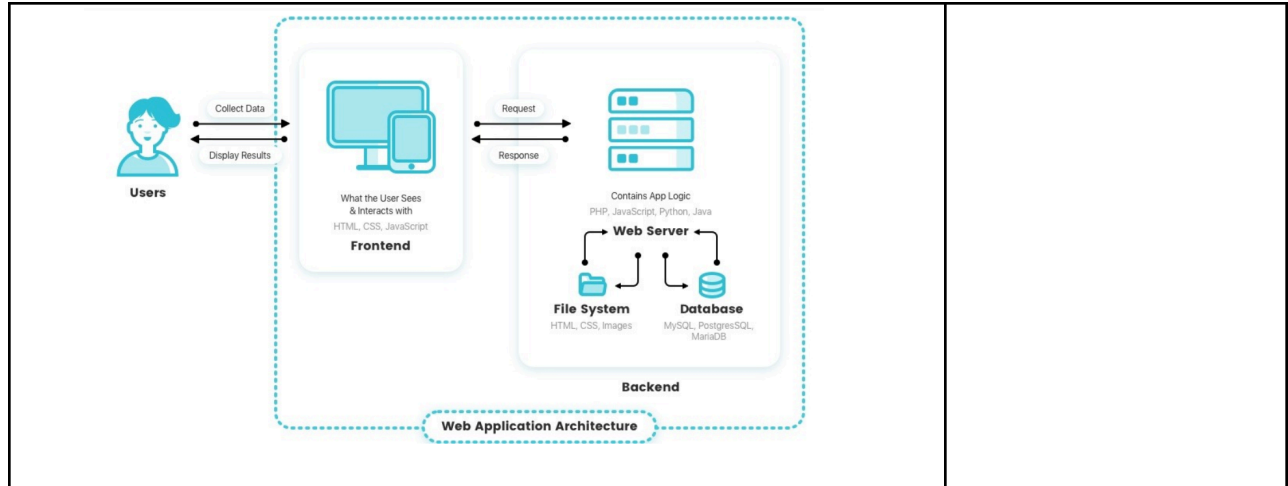 Collect Data
Display Results
Users
What the User Sees
& Interacts with
HTML, CSS, JavaScript
Frontend
Request
Response
Contains App Logic
PHP, JavaScript, Python, Java
Web Server
File System
HTML, CSS, Images
Database
MySQL, PostgresSQL,
MariaDB
Backend
Web Application Architecture